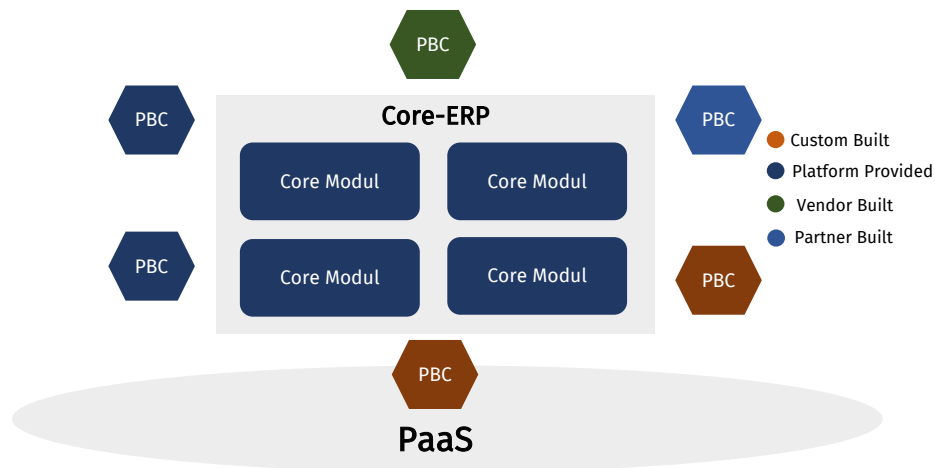 PBC
PBC
PBC
Core-ERP
Custom Built
Platform Provided
Vendor Built
Partner Built
Core Modul
Core Modul
PBC
Core Modul
Core Modul
PBC
PBC
PaaS